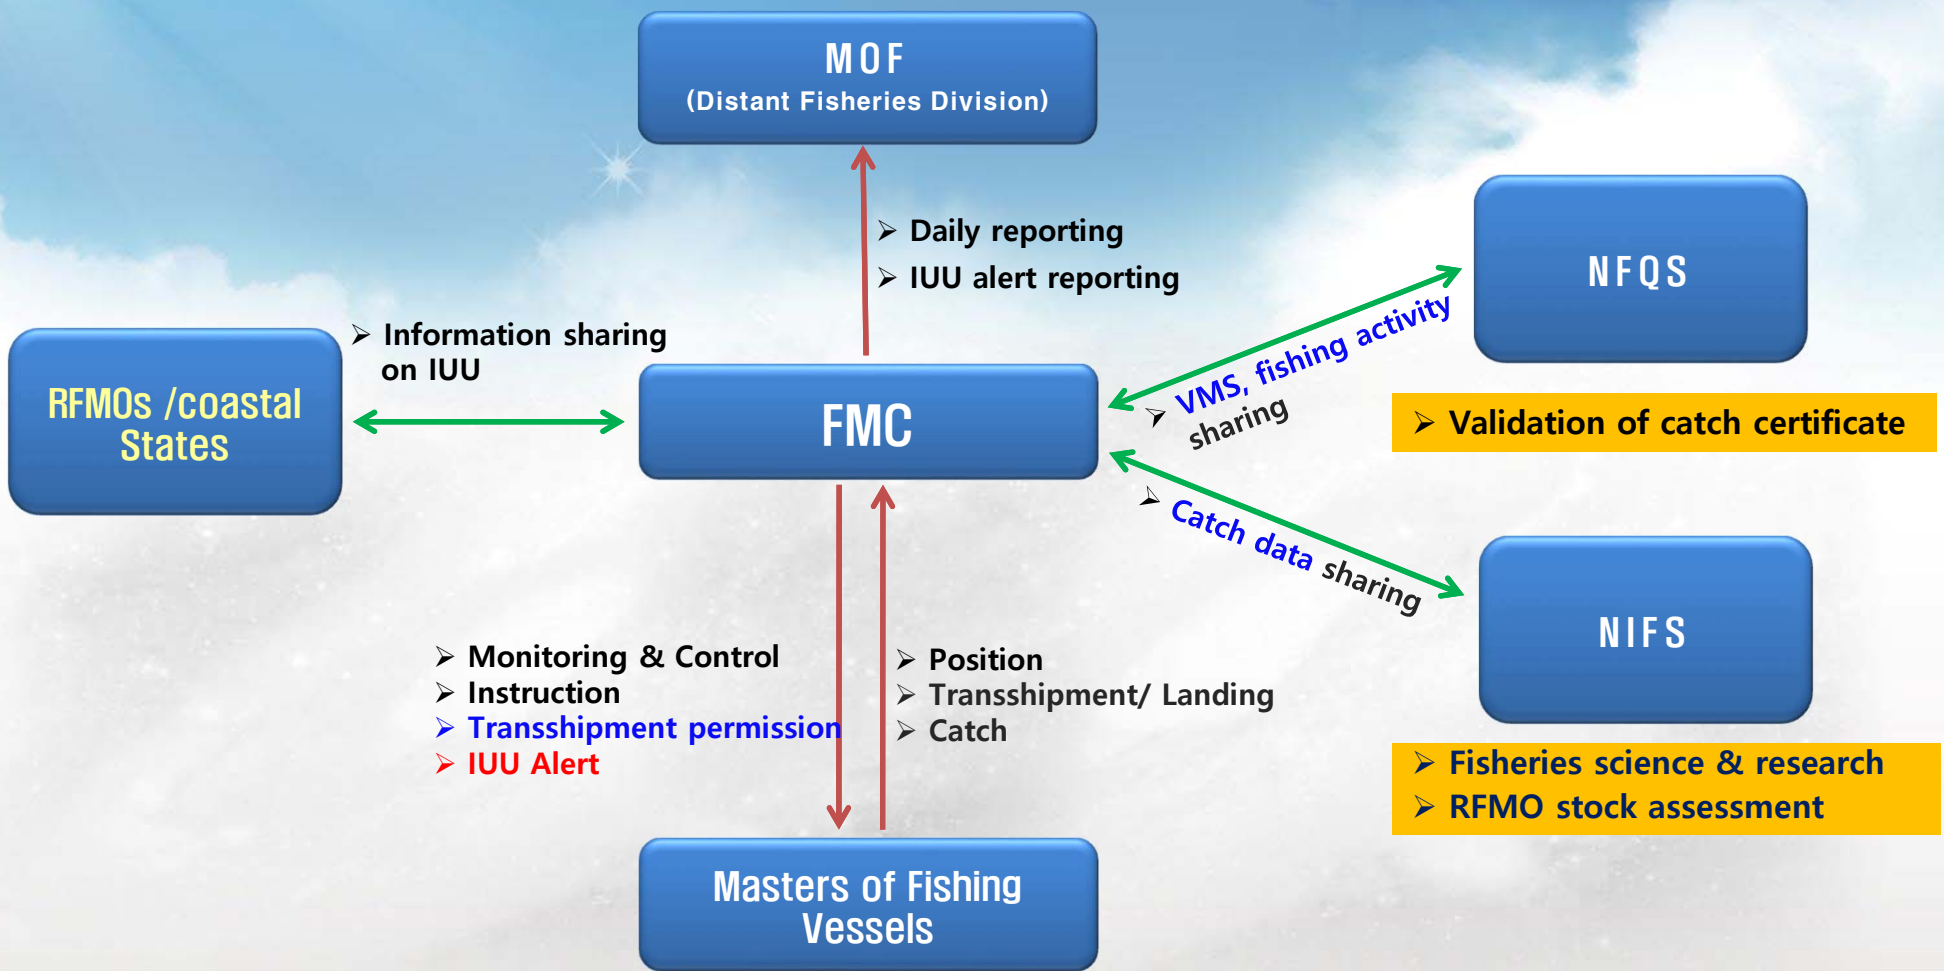 MOF
(Distant Fisheries Division)
➢ Daily reporting
➢ IUU alert reporting
NFQS
➢ Validation of catch certificate
➢ Information sharing
on IUU
RFMOs /coastal
States
FMC
➢ VMS, fishing activity
sharing
➢ Catch data sharing
NIFS
➢ Fisheries science & research
➢ RFMO stock assessment
➢ Monitoring & Control
➢ Instruction
➢ Transshipment permission
➢ IUU Alert
➢ Position
➢ Transshipment/ Landing
➢ Catch
Masters of Fishing
Vessels